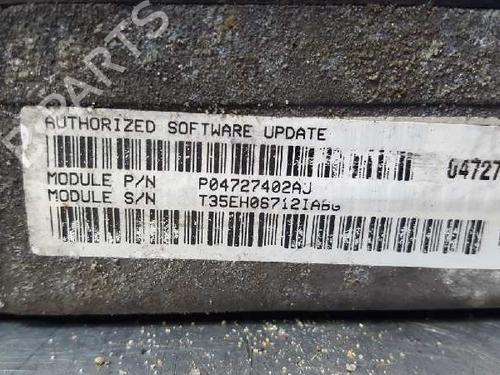 B-PARTS
AUTHORIZED SOFTWARE UPDATE
04727
MODULE P/N P04727402AJ
MODULE S/N T35EH06712IABG